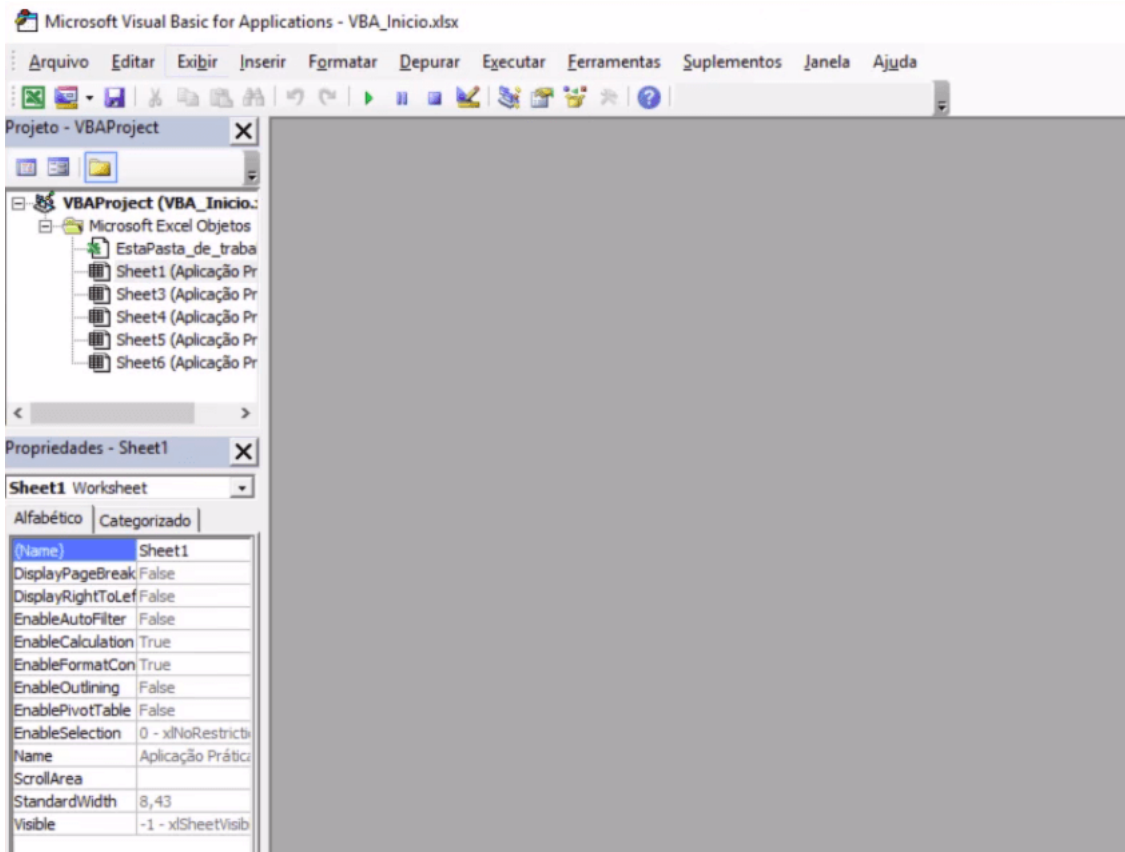 Microsoft Visual Basic for Applications - VBA_Inicio.xlsx
Arquivo Editar Exibir Inserir Formatar Depurar Executar Ferramentas Suplementos Janela Ajuda
Projeto - VBAProject
VBAProject (VBA_Inicio.:
Microsoft Excel Objetos
EstaPasta_de_traba
Sheet1 (Aplicação Pr
Sheet3 (Aplicação Pr
Sheet4 (Aplicação Pr
Sheet5 (Aplicação Pr
Sheet6 (Aplicação Pr
Propriedades - Sheet1
Sheet1 Worksheet
Alfabético Categorizado
(Name) Sheet1
DisplayPageBreak False
DisplayRightToLef False
EnableAutoFilter False
EnableCalculation True
EnableFormatCon True
EnableOutlining False
EnablePivotTable False
EnableSelection 0 - xlNoRestricti
Name Aplicação Prática
ScrollArea
StandardWidth 8,43
Visible -1 - xlSheetVisib